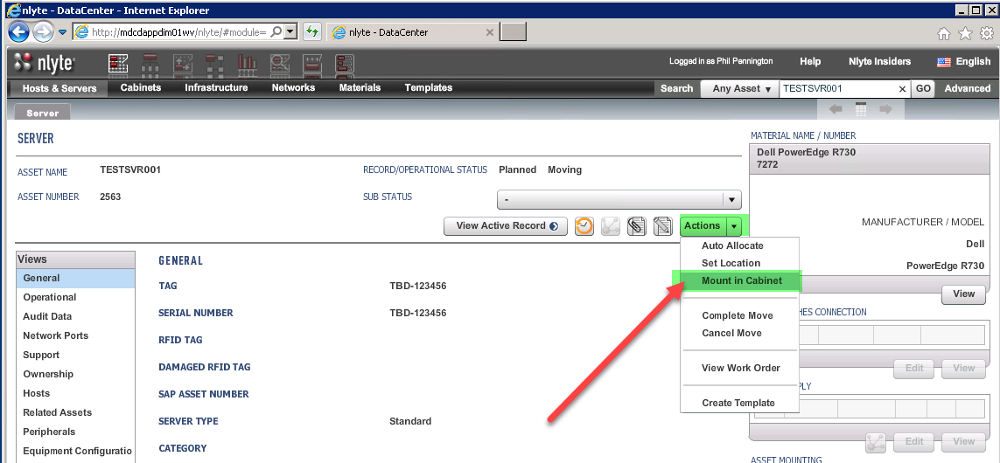 nlyte - DataCenter - Internet Explorer
http://mdcdappdim01wv/nlyte/#module=
nlyte - DataCenter
nlyte
Logged in as Phil Pennington
Help
Nlyte Insiders
English
Hosts & Servers
Cabinets
Infrastructure
Networks
Materials
Templates
Search
Any Asset
TESTSVR001
GO
Advanced
Server
SERVER
ASSET NAME
TESTSVR001
RECORD/OPERATIONAL STATUS
Planned
Moving
ASSET NUMBER
2563
SUB STATUS
-
View Active Record
Actions
Auto Allocate
Set Location
Mount in Cabinet
Complete Move
Cancel Move
View Work Order
Create Template
Views
General
Operational
Audit Data
Network Ports
Support
Ownership
Hosts
Related Assets
Peripherals
Equipment Configuratio
GENERAL
TAG
TBD-123456
SERIAL NUMBER
TBD-123456
RFID TAG
DAMAGED RFID TAG
SAP ASSET NUMBER
SERVER TYPE
Standard
CATEGORY
MATERIAL NAME / NUMBER
Dell PowerEdge R730
7272
MANUFACTURER / MODEL
Dell
PowerEdge R730
View
HES CONNECTION
Edit
View
PLY
Edit
View
ASSET MOUNTING